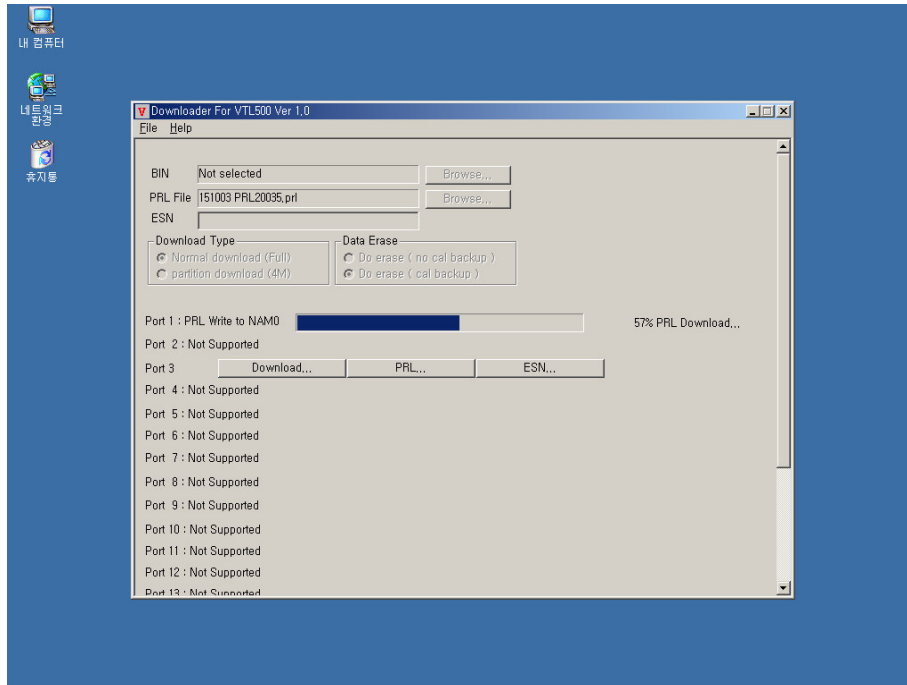 내 컴퓨터
네트워크
환경
휴지통
Downloader For VTL500 Ver 1,0
File Help
BIN Not selected Browse,,,
PRL File 151003 PRL20035,prl Browse,,,
ESN
Download Type Data Erase
Normal download (Full) Do erase ( no cal backup )
partition download (4M) Do erase ( cal backup )
Port 1 : PRL Write to NAM0 57% PRL Download,,,
Port 2 : Not Supported
Port 3 Download,,, PRL,,, ESN,,,
Port 4 : Not Supported
Port 5 : Not Supported
Port 6 : Not Supported
Port 7 : Not Supported
Port 8 : Not Supported
Port 9 : Not Supported
Port 10 : Not Supported
Port 11 : Not Supported
Port 12 : Not Supported
Port 13 : Not Supported